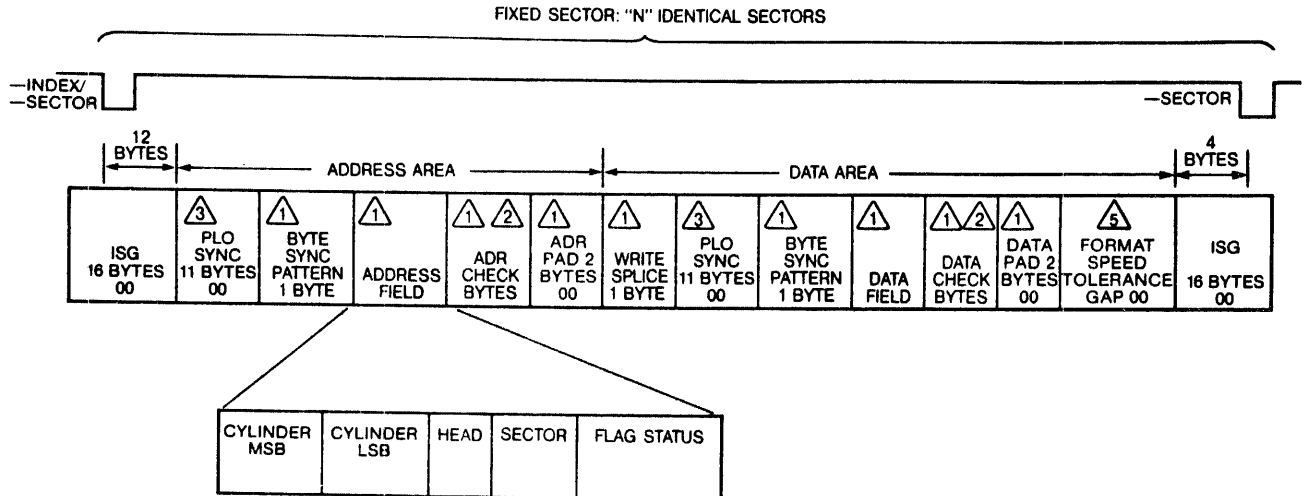 FIXED SECTOR: "N" IDENTICAL SECTORS
—INDEX/
—SECTOR
—SECTOR
12
BYTES
ADDRESS AREA
DATA AREA
4
BYTES
ISG
16 BYTES
00
3
PLO
SYNC
11 BYTES
00
1
BYTE
SYNC
PATTERN
1 BYTE
1
ADDRESS
FIELD
1 2
ADR
CHECK
BYTES
1
ADR
PAD 2
BYTES
00
1
WRITE
SPLICE
1 BYTE
3
PLO
SYNC
11 BYTES
00
1
BYTE
SYNC
PATTERN
1 BYTE
1
DATA
FIELD
1 2
DATA
CHECK
BYTES
1
DATA
PAD 2
BYTES
00
5
FORMAT
SPEED
TOLERANCE
GAP 00
ISG
16 BYTES
00
CYLINDER
MSB
CYLINDER
LSB
HEAD
SECTOR
FLAG STATUS